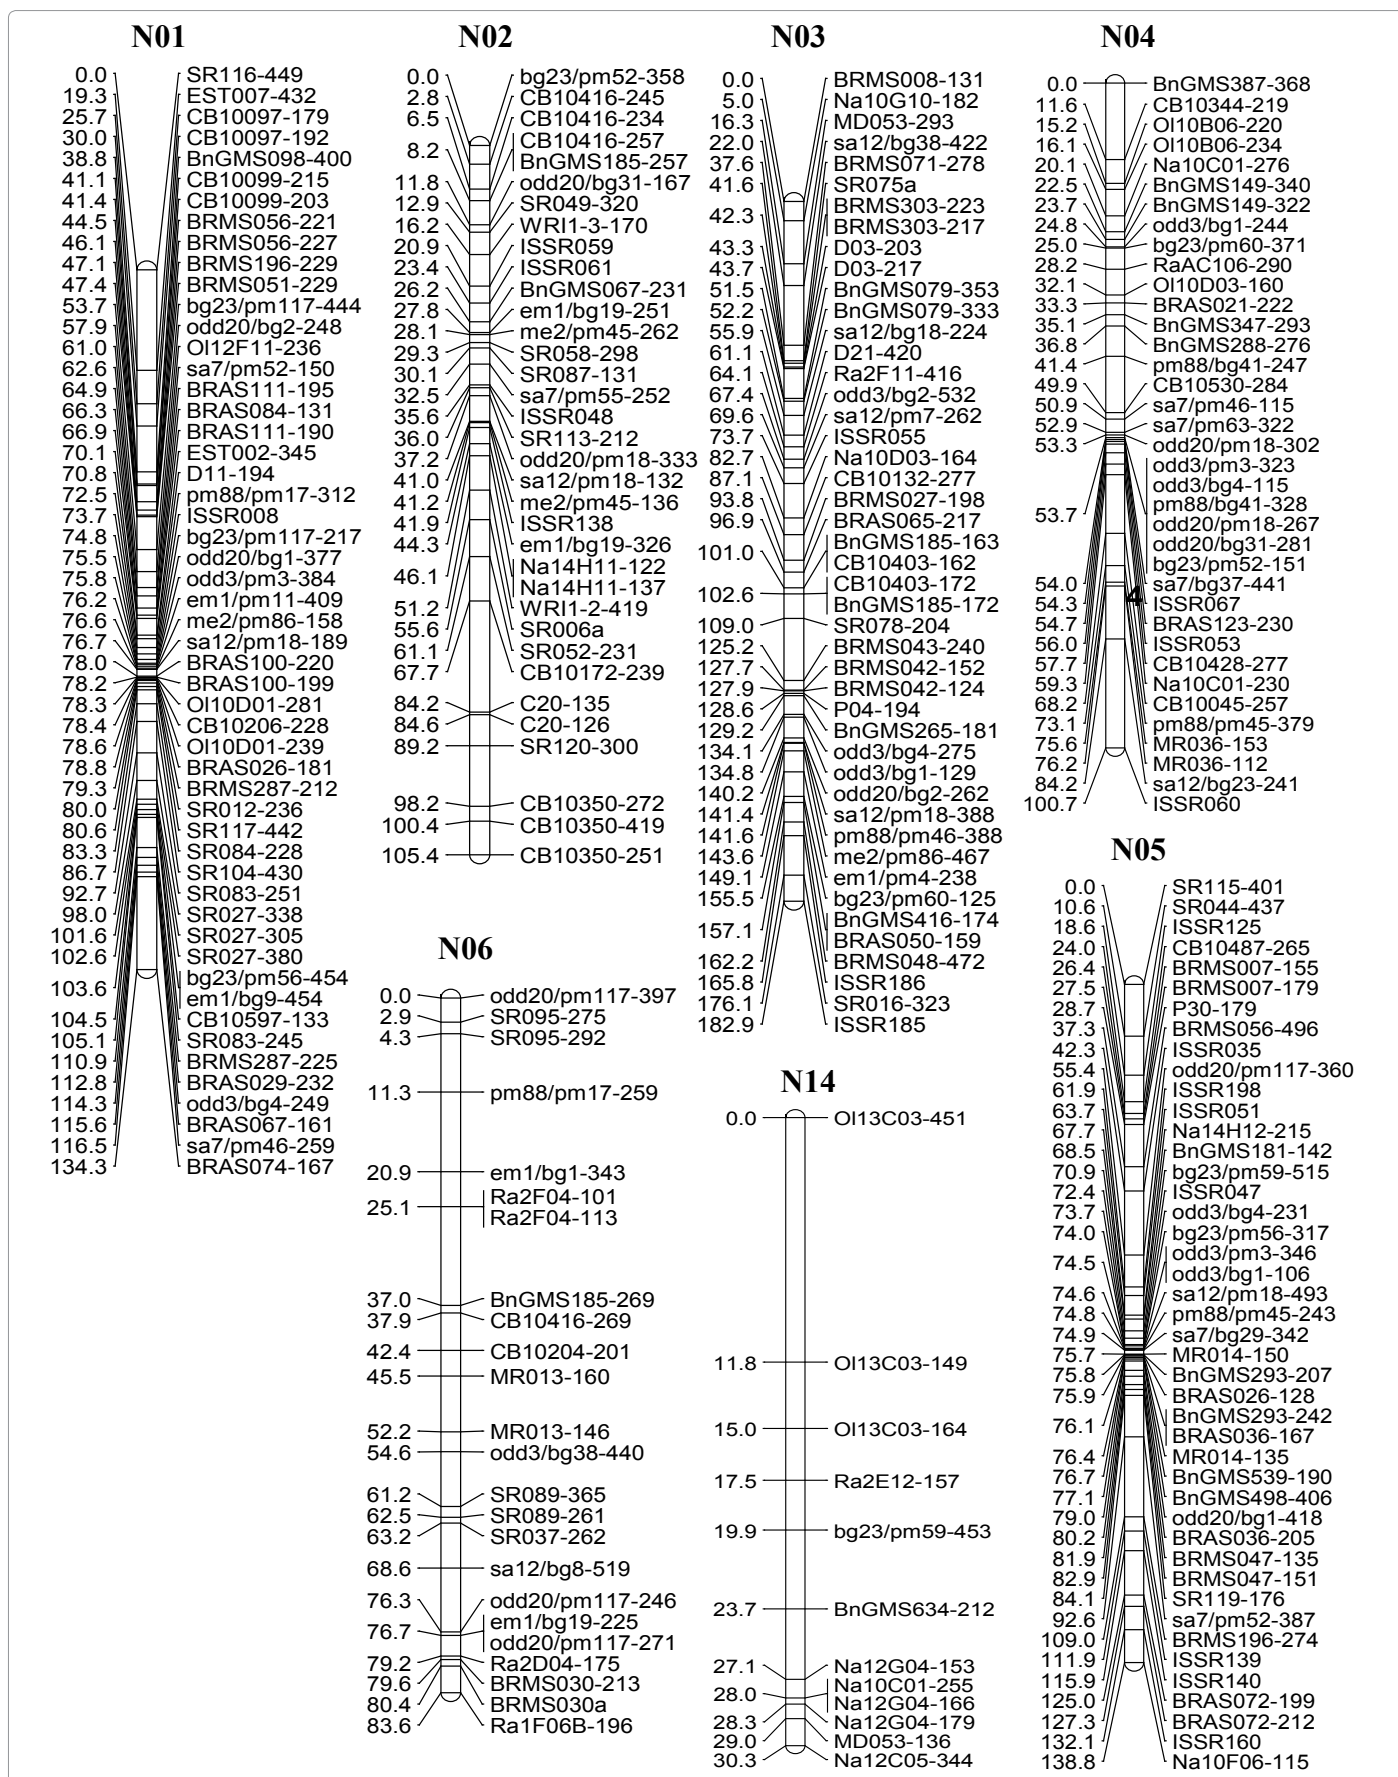 N01
0.0 SR116-449
19.3 EST007-432
25.7 CB10097-179
30.0 CB10097-192
38.8 BnGMS098-400
41.1 CB10099-215
41.4 CB10099-203
44.5 BRMS056-221
46.1 BRMS056-227
47.1 BRMS196-229
47.4 BRMS051-229
53.7 bg23/pm117-444
57.9 odd20/bg2-248
61.0 Ol12F11-236
62.6 sa7/pm52-150
64.9 BRAS111-195
66.3 BRAS084-131
66.9 BRAS111-190
70.1 EST002-345
70.8 D11-194
72.5 pm88/pm17-312
73.7 ISSR008
74.8 bg23/pm117-217
75.5 odd20/bg1-377
75.8 odd3/pm3-384
76.2 em1/pm11-409
76.6 me2/pm86-158
76.7 sa12/pm18-189
78.0 BRAS100-220
78.2 BRAS100-199
78.3 Ol10D01-281
78.4 CB10206-228
78.6 Ol10D01-239
78.8 BRAS026-181
79.3 BRMS287-212
80.0 SR012-236
80.6 SR117-442
83.3 SR084-228
86.7 SR104-430
92.7 SR083-251
98.0 SR027-338
101.6 SR027-305
102.6 SR027-380
103.6 bg23/pm56-454
em1/bg9-454
104.5 CB10597-133
105.1 SR083-245
110.9 BRMS287-225
112.8 BRAS029-232
114.3 odd3/bg4-249
115.6 BRAS067-161
116.5 sa7/pm46-259
134.3 BRAS074-167
N02
0.0 bg23/pm52-358
2.8 CB10416-245
6.5 CB10416-234
8.2 CB10416-257
BnGMS185-257
11.8 odd20/bg31-167
12.9 SR049-320
16.2 WRI1-3-170
20.9 ISSR059
23.4 ISSR061
26.2 BnGMS067-231
27.8 em1/bg19-251
28.1 me2/pm45-262
29.3 SR058-298
30.1 SR087-131
32.5 sa7/pm55-252
35.6 ISSR048
36.0 SR113-212
37.2 odd20/pm18-333
41.0 sa12/pm18-132
41.2 me2/pm45-136
41.9 ISSR138
44.3 em1/bg19-326
46.1 Na14H11-122
Na14H11-137
51.2 WRI1-2-419
55.6 SR006a
61.1 SR052-231
67.7 CB10172-239
84.2 C20-135
84.6 C20-126
89.2 SR120-300
98.2 CB10350-272
100.4 CB10350-419
105.4 CB10350-251
N03
0.0 BRMS008-131
5.0 Na10G10-182
16.3 MD053-293
22.0 sa12/bg38-422
37.6 BRMS071-278
41.6 SR075a
42.3 BRMS303-223
BRMS303-217
43.3 D03-203
43.7 D03-217
51.5 BnGMS079-353
52.2 BnGMS079-333
55.9 sa12/bg18-224
61.1 D21-420
64.1 Ra2F11-416
67.4 odd3/bg2-532
69.6 sa12/pm7-262
73.7 ISSR055
82.7 Na10D03-164
87.1 CB10132-277
93.8 BRMS027-198
96.9 BRAS065-217
101.0 BnGMS185-163
CB10403-162
102.6 CB10403-172
BnGMS185-172
109.0 SR078-204
125.2 BRMS043-240
127.7 BRMS042-152
127.9 BRMS042-124
128.6 P04-194
129.2 BnGMS265-181
134.1 odd3/bg4-275
134.8 odd3/bg1-129
140.2 odd20/bg2-262
141.4 sa12/pm18-388
141.6 pm88/pm46-388
143.6 me2/pm86-467
149.1 em1/pm4-238
155.5 bg23/pm60-125
157.1 BnGMS416-174
BRAS050-159
162.2 BRMS048-472
165.8 ISSR186
176.1 SR016-323
182.9 ISSR185
N04
0.0 BnGMS387-368
11.6 CB10344-219
15.2 Ol10B06-220
16.1 Ol10B06-234
20.1 Na10C01-276
22.5 BnGMS149-340
23.7 BnGMS149-322
24.8 odd3/bg1-244
25.0 bg23/pm60-371
28.2 RaAC106-290
32.1 Ol10D03-160
33.3 BRAS021-222
35.1 BnGMS347-293
36.8 BnGMS288-276
41.4 pm88/bg41-247
49.9 CB10530-284
50.9 sa7/pm46-115
52.9 sa7/pm63-322
53.3 odd20/pm18-302
53.7 odd3/pm3-323
odd3/bg4-115
pm88/bg41-328
odd20/pm18-267
odd20/bg31-281
bg23/pm52-151
54.0 sa7/bg37-441
4
54.3 ISSR067
54.7 BRAS123-230
56.0 ISSR053
57.7 CB10428-277
59.3 Na10C01-230
68.2 CB10045-257
73.1 pm88/pm45-379
75.6 MR036-153
76.2 MR036-112
84.2 sa12/bg23-241
100.7 ISSR060
N05
0.0 SR115-401
10.6 SR044-437
18.6 ISSR125
24.0 CB10487-265
26.4 BRMS007-155
27.5 BRMS007-179
28.7 P30-179
37.3 BRMS056-496
42.3 ISSR035
55.4 odd20/pm117-360
61.9 ISSR198
63.7 ISSR051
67.7 Na14H12-215
68.5 BnGMS181-142
70.9 bg23/pm59-515
72.4 ISSR047
73.7 odd3/bg4-231
74.0 bg23/pm56-317
74.5 odd3/pm3-346
odd3/bg1-106
74.6 sa12/pm18-493
74.8 pm88/pm45-243
74.9 sa7/bg29-342
75.7 MR014-150
75.8 BnGMS293-207
75.9 BRAS026-128
76.1 BnGMS293-242
BRAS036-167
76.4 MR014-135
76.7 BnGMS539-190
77.1 BnGMS498-406
79.0 odd20/bg1-418
80.2 BRAS036-205
81.9 BRMS047-135
82.9 BRMS047-151
84.1 SR119-176
92.6 sa7/pm52-387
109.0 BRMS196-274
111.9 ISSR139
115.9 ISSR140
125.0 BRAS072-199
127.3 BRAS072-212
132.1 ISSR160
138.8 Na10F06-115
N06
0.0 odd20/pm117-397
2.9 SR095-275
4.3 SR095-292
11.3 pm88/pm17-259
20.9 em1/bg1-343
25.1 Ra2F04-101
Ra2F04-113
37.0 BnGMS185-269
37.9 CB10416-269
42.4 CB10204-201
45.5 MR013-160
52.2 MR013-146
54.6 odd3/bg38-440
61.2 SR089-365
62.5 SR089-261
63.2 SR037-262
68.6 sa12/bg8-519
76.3 odd20/pm117-246
76.7 em1/bg19-225
odd20/pm117-271
79.2 Ra2D04-175
79.6 BRMS030-213
80.4 BRMS030a
83.6 Ra1F06B-196
N14
0.0 Ol13C03-451
11.8 Ol13C03-149
15.0 Ol13C03-164
17.5 Ra2E12-157
19.9 bg23/pm59-453
23.7 BnGMS634-212
27.1 Na12G04-153
28.0 Na10C01-255
Na12G04-166
28.3 Na12G04-179
29.0 MD053-136
30.3 Na12C05-344